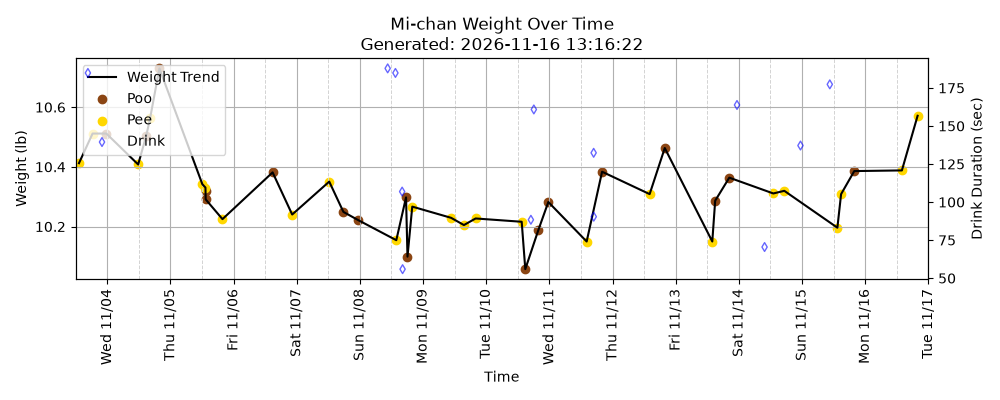 Mi-chan Weight Over Time
Generated: 2026-11-16 13:16:22
Weight Trend
Poo
Pee
Drink
Weight (lb)
10.6
10.4
10.2
175
150
125
100
75
50
Drink Duration (sec)
Wed 11/04
Thu 11/05
Fri 11/06
Sat 11/07
Sun 11/08
Mon 11/09
Tue 11/10
Wed 11/11
Thu 11/12
Fri 11/13
Sat 11/14
Sun 11/15
Mon 11/16
Tue 11/17
Time